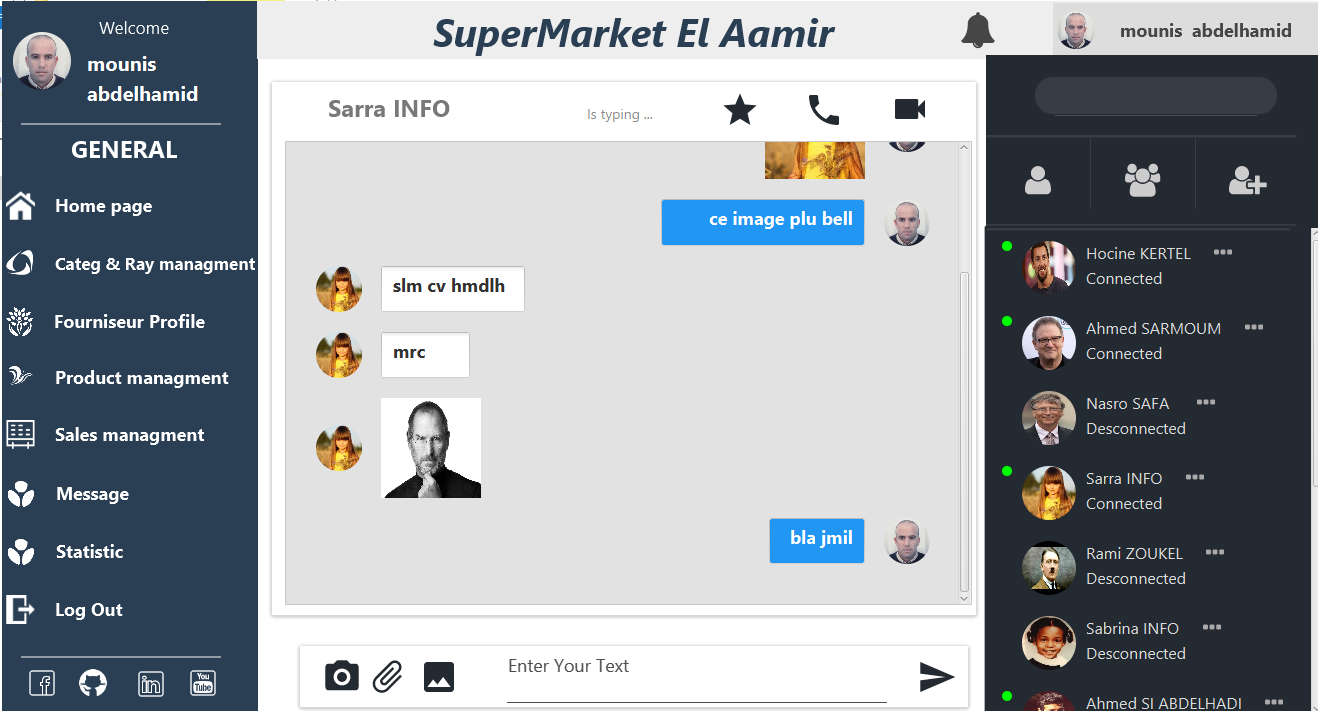 Welcome
mounis
abdelhamid
GENERAL
Home page
Categ & Ray managment
Fourniseur Profile
Product managment
Sales managment
Message
Statistic
Log Out
You
Tube
SuperMarket El Aamir
mounis abdelhamid
Sarra INFO
Is typing ...
ce image plu bell
slm cv hmdlh
mrc
bla jmil
Enter Your Text
Hocine KERTEL
Connected
Ahmed SARMOUM
Connected
Nasro SAFA
Desconnected
Sarra INFO
Connected
Rami ZOUKEL
Desconnected
Sabrina INFO
Desconnected
Ahmed SI ABDELHADI